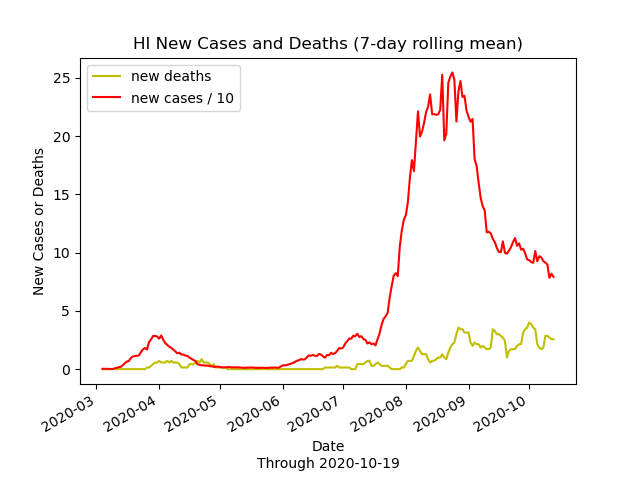 HI New Cases and Deaths (7-day rolling mean)
new deaths
new cases / 10
25
20
15
10
5
0
New Cases or Deaths
2020-03
2020-04
2020-05
2020-06
2020-07
2020-08
2020-09
2020-10
Date
Through 2020-10-19